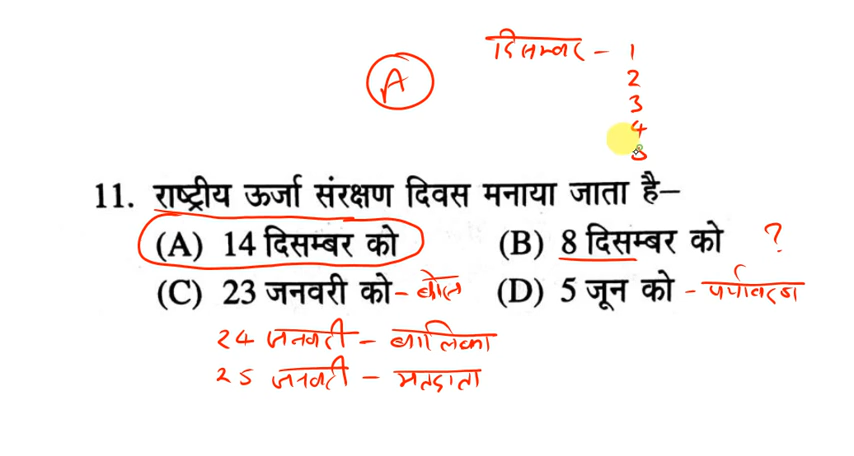 दिसम्बर - 1
2
3
4
5
A
11. राष्ट्रीय ऊर्जा संरक्षण दिवस मनाया जाता है–
(A) 14 दिसम्बर को (B) 8 दिसम्बर को ?
(C) 23 जनवरी को - बोस (D) 5 जून को - पर्यावरण
24 जनवरी - बालिका
25 जनवरी - मतदाता